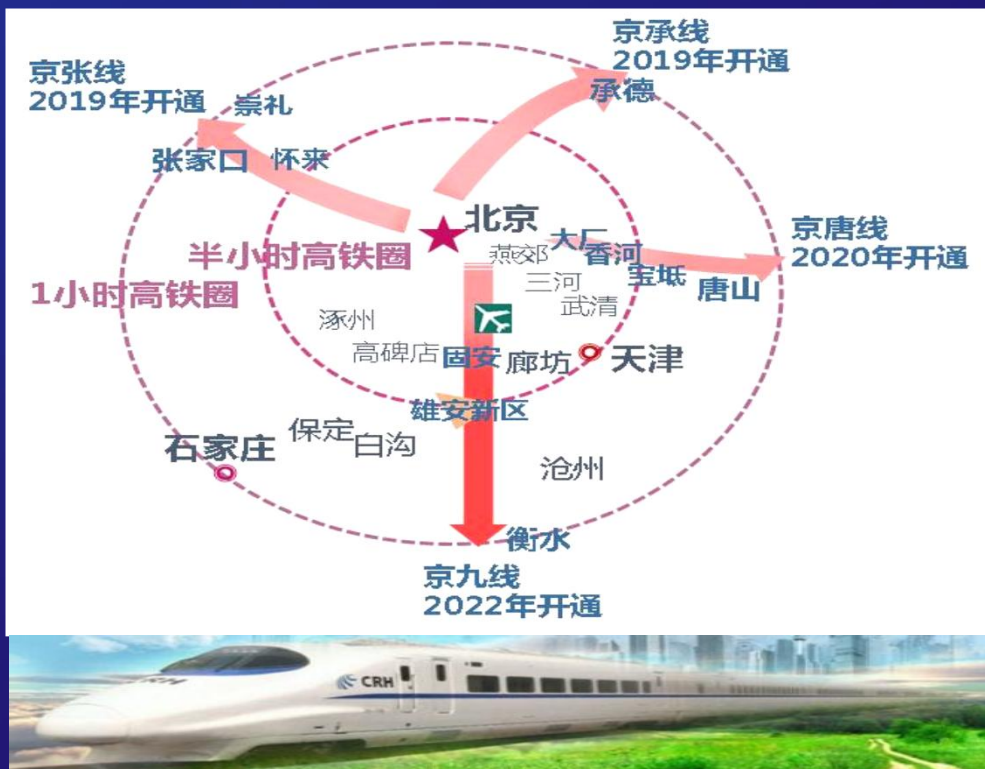 京承线
2019年开通
京张线
2019年开通
崇礼
承德
张家口
怀来
北京
大厂
京唐线
2020年开通
半小时高铁圈
燕郊
香河
宝坻
唐山
1小时高铁圈
三河
武清
涿州
高碑店
固安
廊坊
天津
雄安新区
保定
白沟
石家庄
沧州
衡水
京九线
2022年开通
CRH
CRH